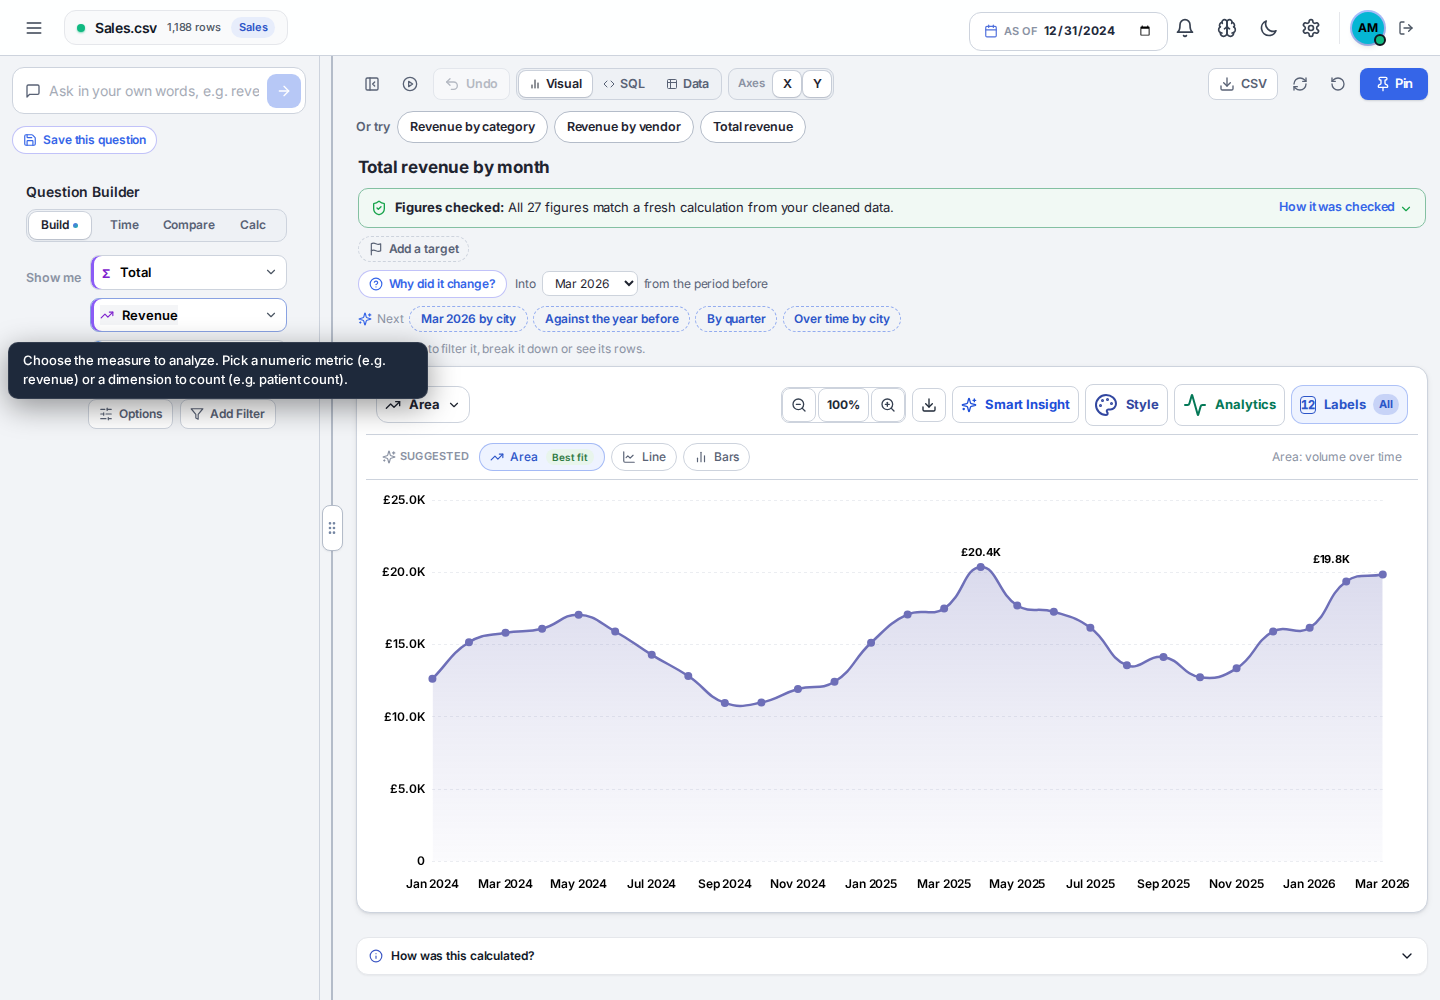 Sales.csv 1,188 rows Sales
AS OF 12/31/2024
AM
Ask in your own words, e.g. reve
Save this question
Question Builder
Build Time Compare Calc
Show me Σ Total
Revenue
Choose the measure to analyze. Pick a numeric metric (e.g.
revenue) or a dimension to count (e.g. patient count).
Options Add Filter
Undo Visual SQL Data Axes X Y CSV Pin
Or try Revenue by category Revenue by vendor Total revenue
Total revenue by month
Figures checked: All 27 figures match a fresh calculation from your cleaned data. How it was checked
Add a target
Why did it change? Into Mar 2026 from the period before
Next Mar 2026 by city Against the year before By quarter Over time by city
to filter it, break it down or see its rows.
Area 100% Smart Insight Style Analytics 12 Labels All
SUGGESTED Area Best fit Line Bars Area: volume over time
£25.0K
£20.0K
£15.0K
£10.0K
£5.0K
0
£20.4K
£19.8K
Jan 2024 Mar 2024 May 2024 Jul 2024 Sep 2024 Nov 2024 Jan 2025 Mar 2025 May 2025 Jul 2025 Sep 2025 Nov 2025 Jan 2026 Mar 2026
How was this calculated?